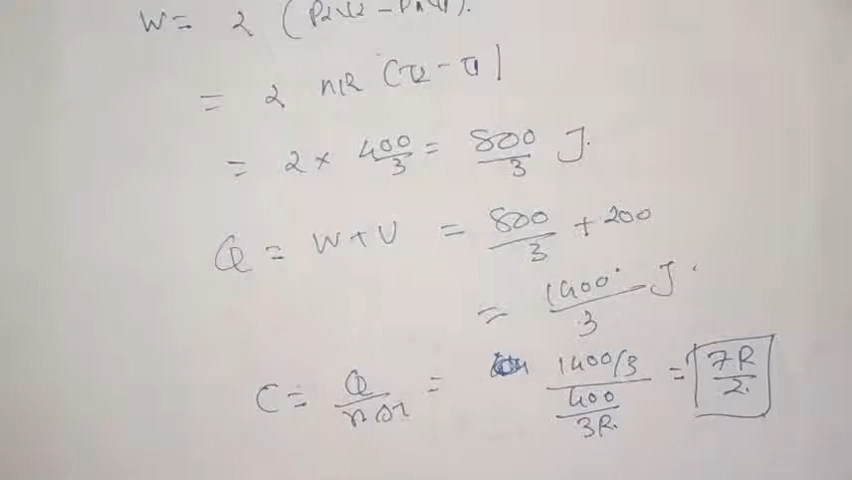 W = 2 (P2V2 - P1V1).
= 2 nR (T2 - T1)
= 2 × 400/3 = 800/3 J.
Q = W + U = 800/3 + 200
= 1400/3 J.
C = Q/nΔT = 1400/3 / 400/3R. = 7R/2.